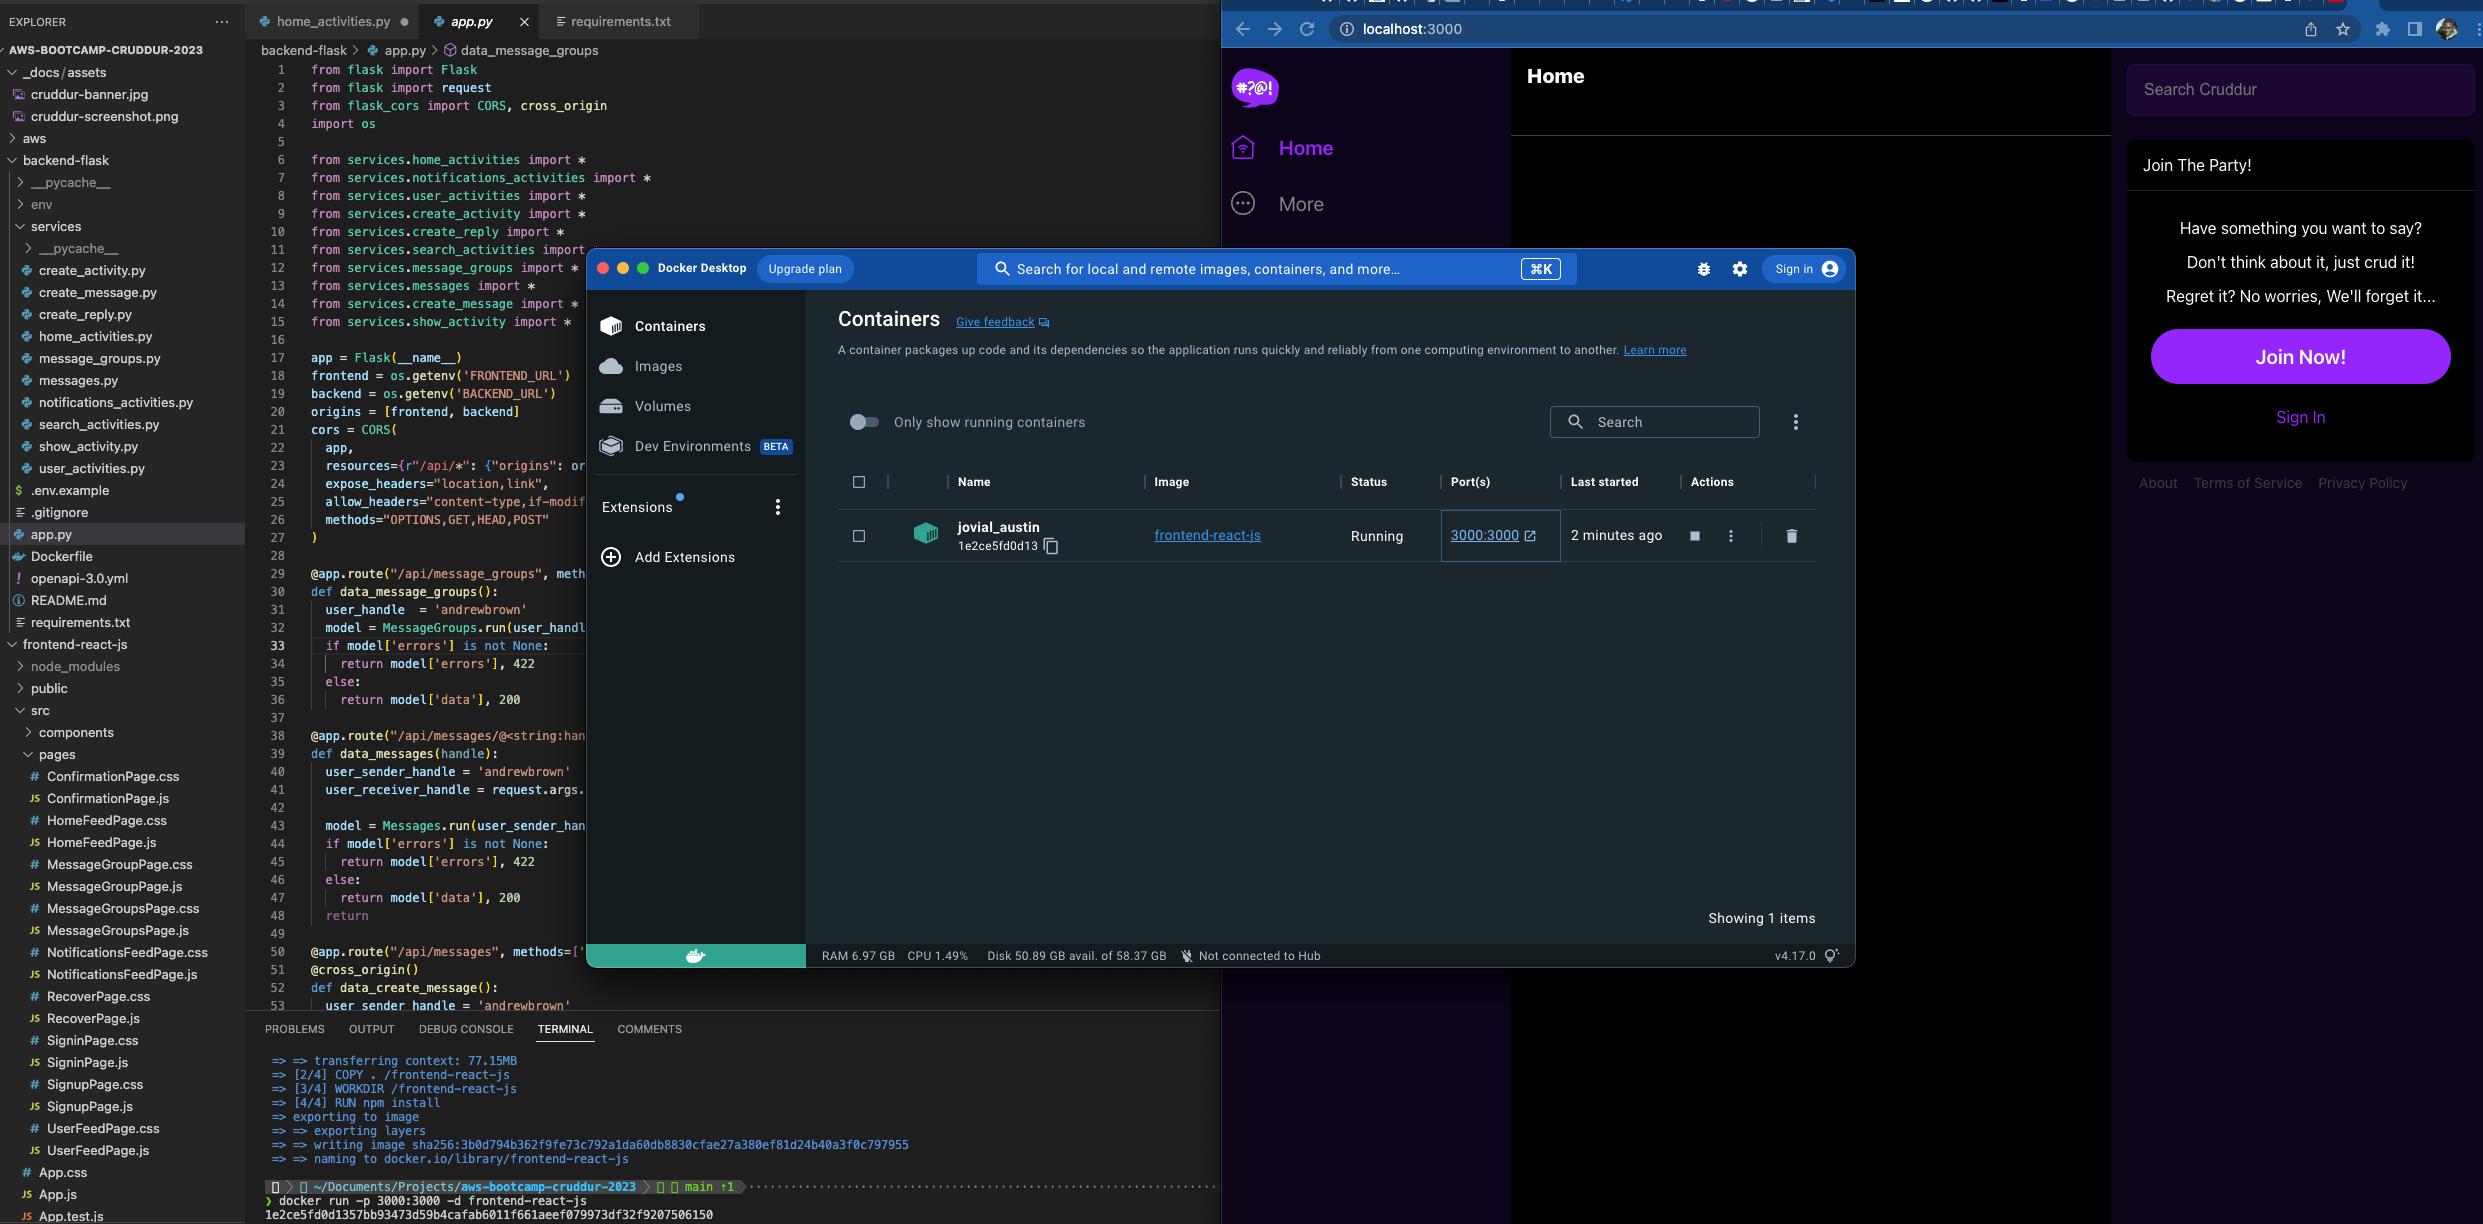 EXPLORER
AWS-BOOTCAMP-CRUDDUR-2023
_docs/assets
cruddur-banner.jpg
cruddur-screenshot.png
aws
backend-flask
__pycache__
env
services
__pycache__
create_activity.py
create_message.py
create_reply.py
home_activities.py
message_groups.py
messages.py
notifications_activities.py
search_activities.py
show_activity.py
user_activities.py
.env.example
.gitignore
app.py
Dockerfile
openapi-3.0.yml
README.md
requirements.txt
frontend-react-js
node_modules
public
src
components
pages
ConfirmationPage.css
ConfirmationPage.js
HomeFeedPage.css
HomeFeedPage.js
MessageGroupPage.css
MessageGroupPage.js
MessageGroupsPage.css
MessageGroupsPage.js
NotificationsFeedPage.css
NotificationsFeedPage.js
RecoverPage.css
RecoverPage.js
SigninPage.css
SigninPage.js
SignupPage.css
SignupPage.js
UserFeedPage.css
UserFeedPage.js
App.css
App.js
App.test.js
home_activities.py
app.py
requirements.txt
backend-flask > app.py > data_message_groups
1 from flask import Flask
2 from flask import request
3 from flask_cors import CORS, cross_origin
4 import os
5
6 from services.home_activities import *
7 from services.notifications_activities import *
8 from services.user_activities import *
9 from services.create_activity import *
10 from services.create_reply import *
11 from services.search_activities import
12 from services.message_groups import *
13 from services.messages import *
14 from services.create_message import *
15 from services.show_activity import *
16
17 app = Flask(__name__)
18 frontend = os.getenv('FRONTEND_URL')
19 backend = os.getenv('BACKEND_URL')
20 origins = [frontend, backend]
21 cors = CORS(
22 app,
23 resources={r"/api/*": {"origins": or
24 expose_headers="location,link",
25 allow_headers="content-type,if-modif
26 methods="OPTIONS,GET,HEAD,POST"
27 )
28
29 @app.route("/api/message_groups", meth
30 def data_message_groups():
31 user_handle  = 'andrewbrown'
32 model = MessageGroups.run(user_handl
33 if model['errors'] is not None:
34 return model['errors'], 422
35 else:
36 return model['data'], 200
37
38 @app.route("/api/messages/@<string:han
39 def data_messages(handle):
40 user_sender_handle = 'andrewbrown'
41 user_receiver_handle = request.args.
42
43 model = Messages.run(user_sender_han
44 if model['errors'] is not None:
45 return model['errors'], 422
46 else:
47 return model['data'], 200
48 return
49
50 @app.route("/api/messages", methods=['
51 @cross_origin()
52 def data_create_message():
53 user_sender_handle = 'andrewbrown'
PROBLEMS OUTPUT DEBUG CONSOLE TERMINAL COMMENTS
=> => transferring context: 77.15MB
=> [2/4] COPY . /frontend-react-js
=> [3/4] WORKDIR /frontend-react-js
=> [4/4] RUN npm install
=> exporting to image
=> => exporting layers
=> => writing image sha256:3b0d794b362f9fe73c792a1da60db8830cfae27a380ef81d24b40a3f0c797955
=> => naming to docker.io/library/frontend-react-js
~/Documents/Projects/aws-bootcamp-cruddur-2023 main ↑1
❯ docker run -p 3000:3000 -d frontend-react-js
1e2ce5fd0d1357bb93473d59b4cafab6011f661aeef079973df32f9207506150
Docker Desktop Upgrade plan
Search for local and remote images, containers, and more...
⌘K
Sign in
Containers
Images
Volumes
Dev Environments BETA
Extensions
Add Extensions
Containers Give feedback
A container packages up code and its dependencies so the application runs quickly and reliably from one computing environment to another. Learn more
Only show running containers
Search
Name Image Status Port(s) Last started Actions
jovial_austin
1e2ce5fd0d13
frontend-react-js Running 3000:3000 2 minutes ago
Showing 1 items
RAM 6.97 GB CPU 1.49% Disk 50.89 GB avail. of 58.37 GB Not connected to Hub
v4.17.0
localhost:3000
#?@!
Home
More
Home
Search Cruddur
Join The Party!
Have something you want to say?
Don't think about it, just crud it!
Regret it? No worries, We'll forget it...
Join Now!
Sign In
About Terms of Service Privacy Policy